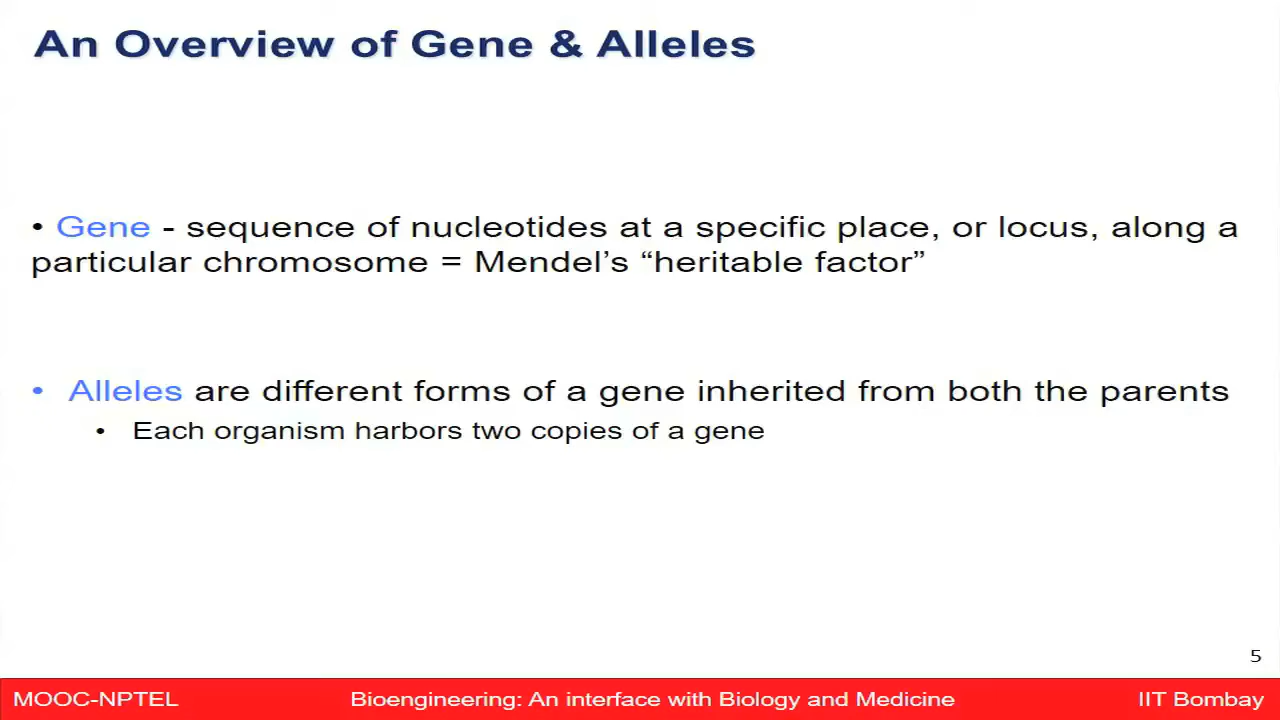 An Overview of Gene & Alleles
• Gene - sequence of nucleotides at a specific place, or locus, along a
particular chromosome = Mendel’s “heritable factor”
• Alleles are different forms of a gene inherited from both the parents
• Each organism harbors two copies of a gene
5
MOOC-NPTEL Bioengineering: An interface with Biology and Medicine IIT Bombay